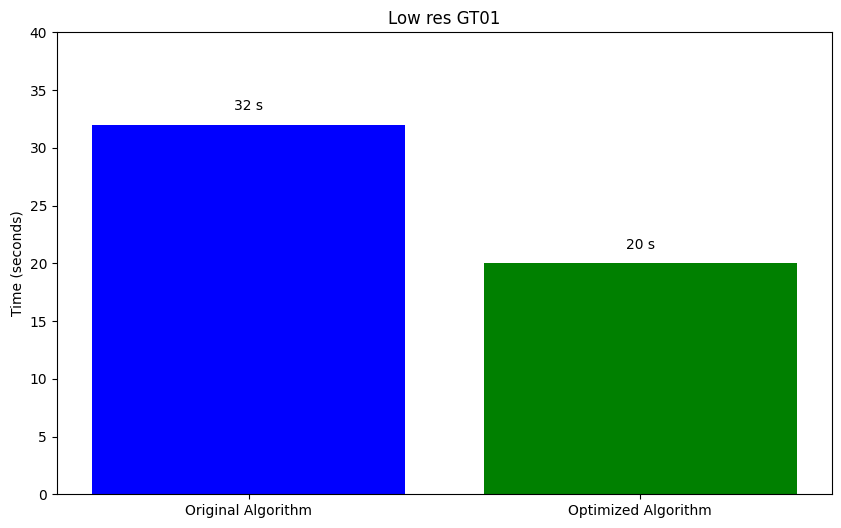 Low res GT01
40
35
30
25
20
15
10
5
0
Time (seconds)
32 s
20 s
Original Algorithm
Optimized Algorithm